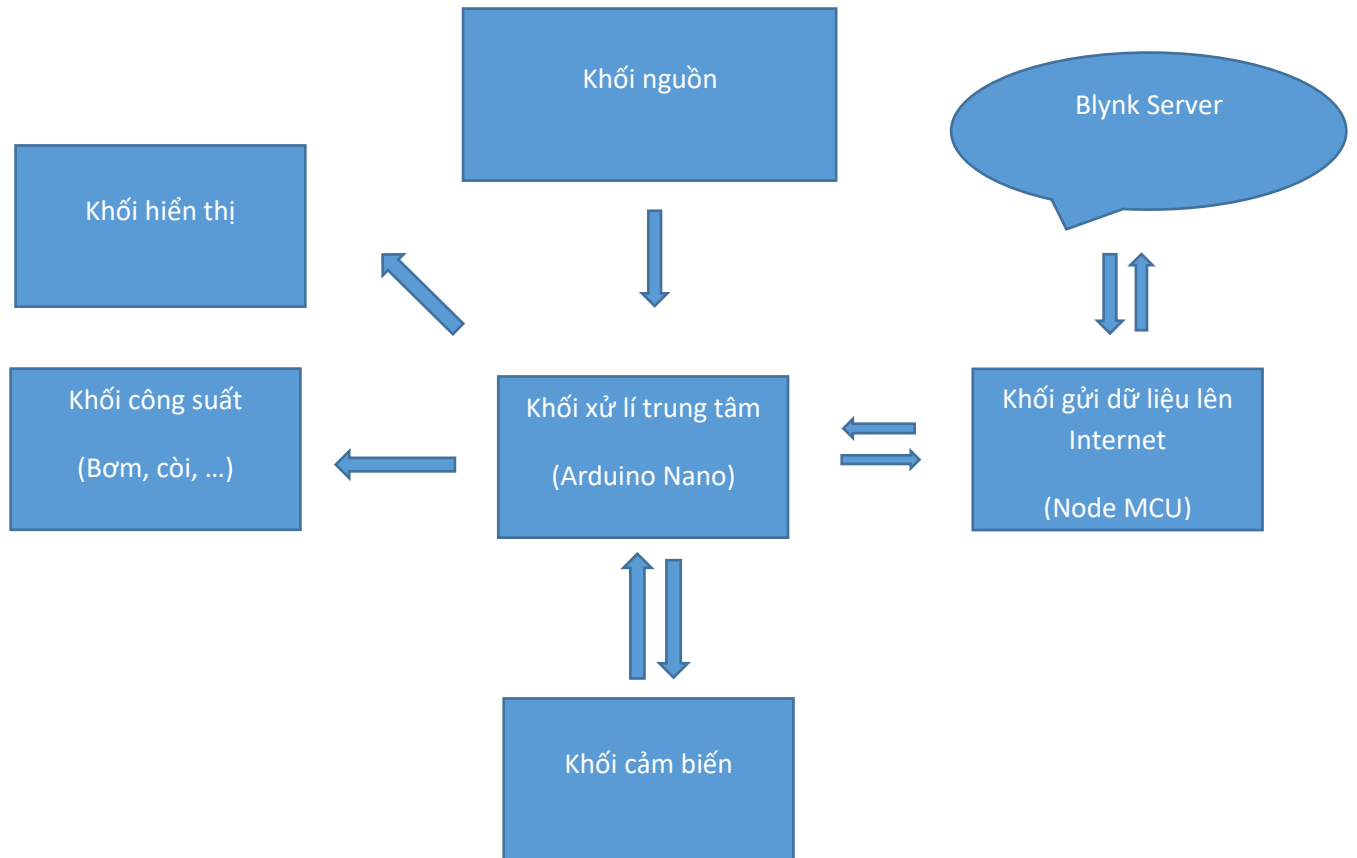 Khối nguồn
Blynk Server
Khối hiển thị
Khối công suất
(Bơm, còi, …)
Khối xử lí trung tâm
(Arduino Nano)
Khối gửi dữ liệu lên
Internet
(Node MCU)
Khối cảm biến